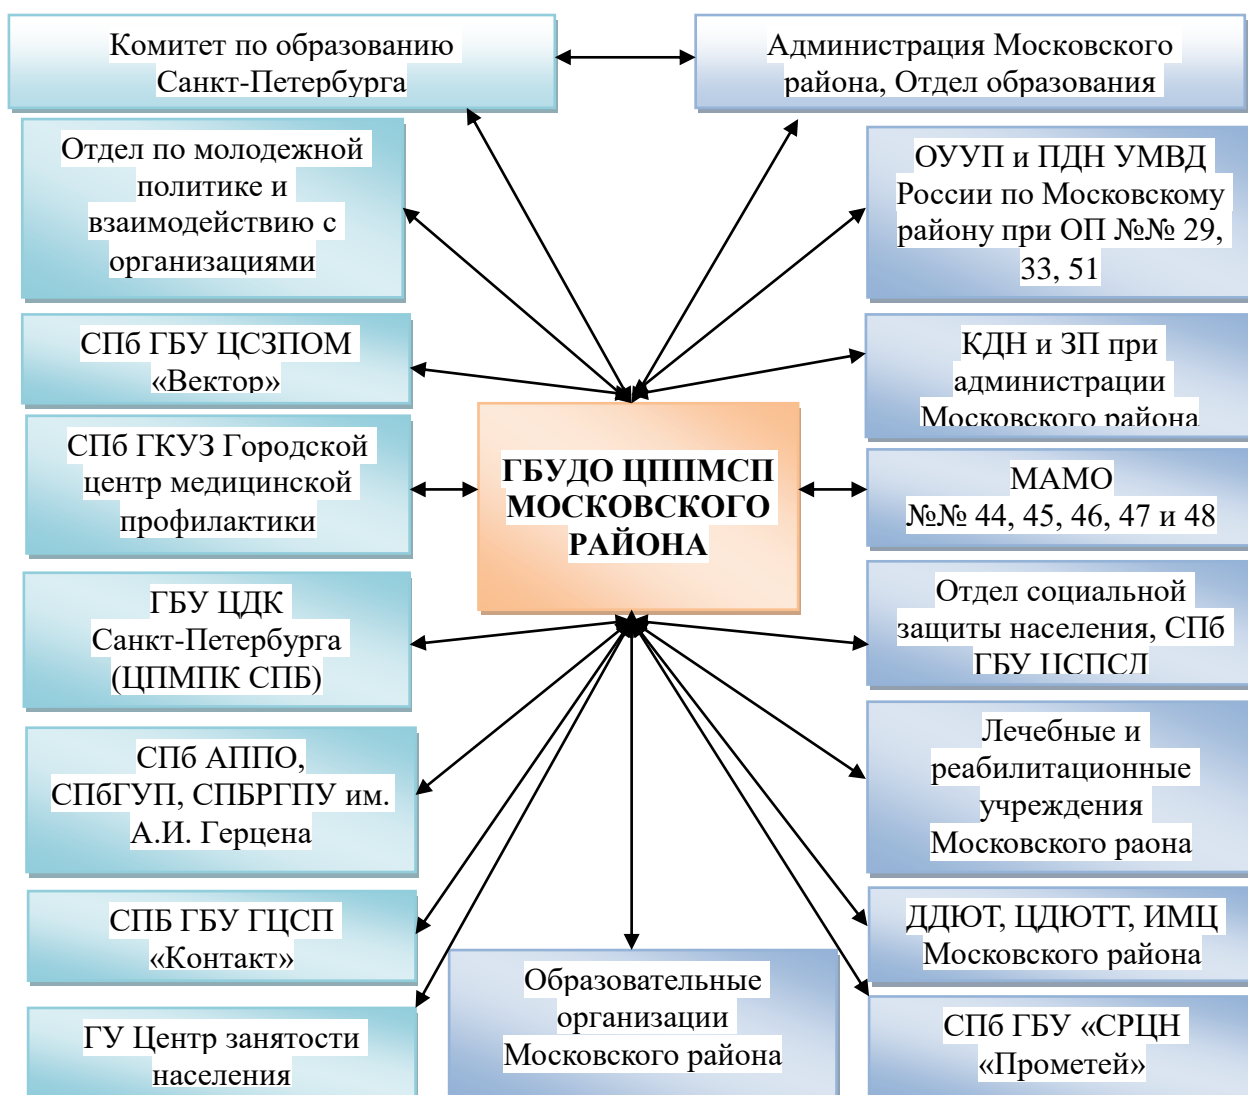 Комитет по образованию
Санкт-Петербурга
Администрация Московского
района, Отдел образования
Отдел по молодежной
политике и
взаимодействию с
организациями
ОУУП и ПДН УМВД
России по Московскому
району при ОП №№ 29,
33, 51
СПб ГБУ ЦСЗПОМ
«Вектор»
КДН и ЗП при
администрации
Московского района
СПб ГКУЗ Городской
центр медицинской
профилактики
ГБУДО ЦППМСП
МОСКОВСКОГО
РАЙОНА
МАМО
№№ 44, 45, 46, 47 и 48
ГБУ ЦДК
Санкт-Петербурга
(ЦПМПК СПБ)
Отдел социальной
защиты населения, СПб
ГБУ ЦСПСД
СПб АППО,
СПбГУП, СПБРГПУ им.
А.И. Герцена
Лечебные и
реабилитационные
учреждения
Московского раона
СПБ ГБУ ГЦСП
«Контакт»
ДДЮТ, ЦДЮТТ, ИМЦ
Московского района
ГУ Центр занятости
населения
Образовательные
организации
Московского района
СПб ГБУ «СРЦН
«Прометей»